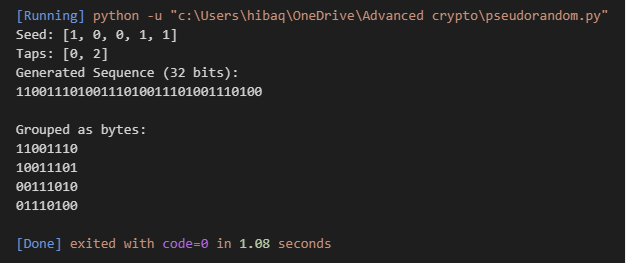 [Running] python -u "c:\Users\hibaq\OneDrive\Advanced crypto\pseudorandom.py"
Seed: [1, 0, 0, 1, 1]
Taps: [0, 2]
Generated Sequence (32 bits):
11001110100111010011101001110100
Grouped as bytes:
11001110
10011101
00111010
01110100
[Done] exited with code=0 in 1.08 seconds